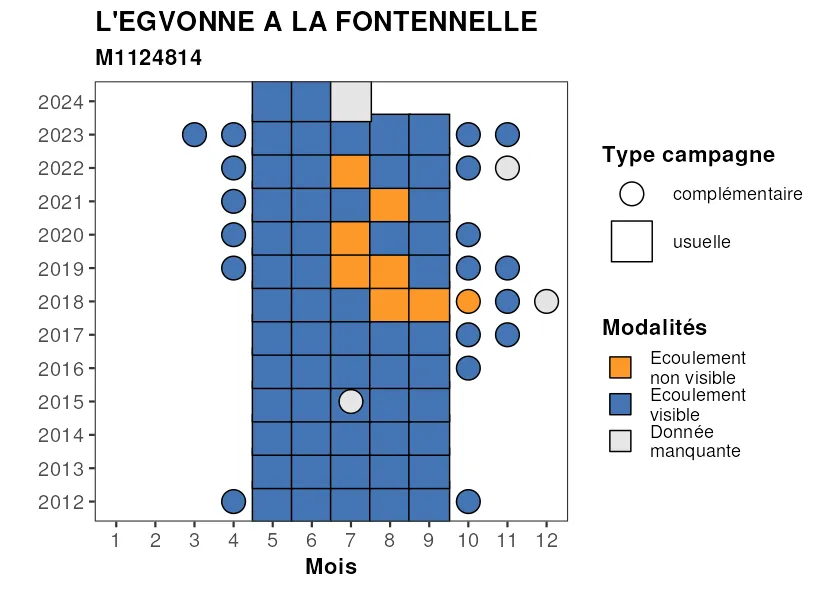 L'EGVONNE A LA FONTENNELLE
M1124814
2024
2023
2022
2021
2020
2019
2018
2017
2016
2015
2014
2013
2012
1 2 3 4 5 6 7 8 9 10 11 12
Mois
Type campagne
complémentaire
usuelle
Modalités
Ecoulement
non visible
Ecoulement
visible
Donnée
manquante